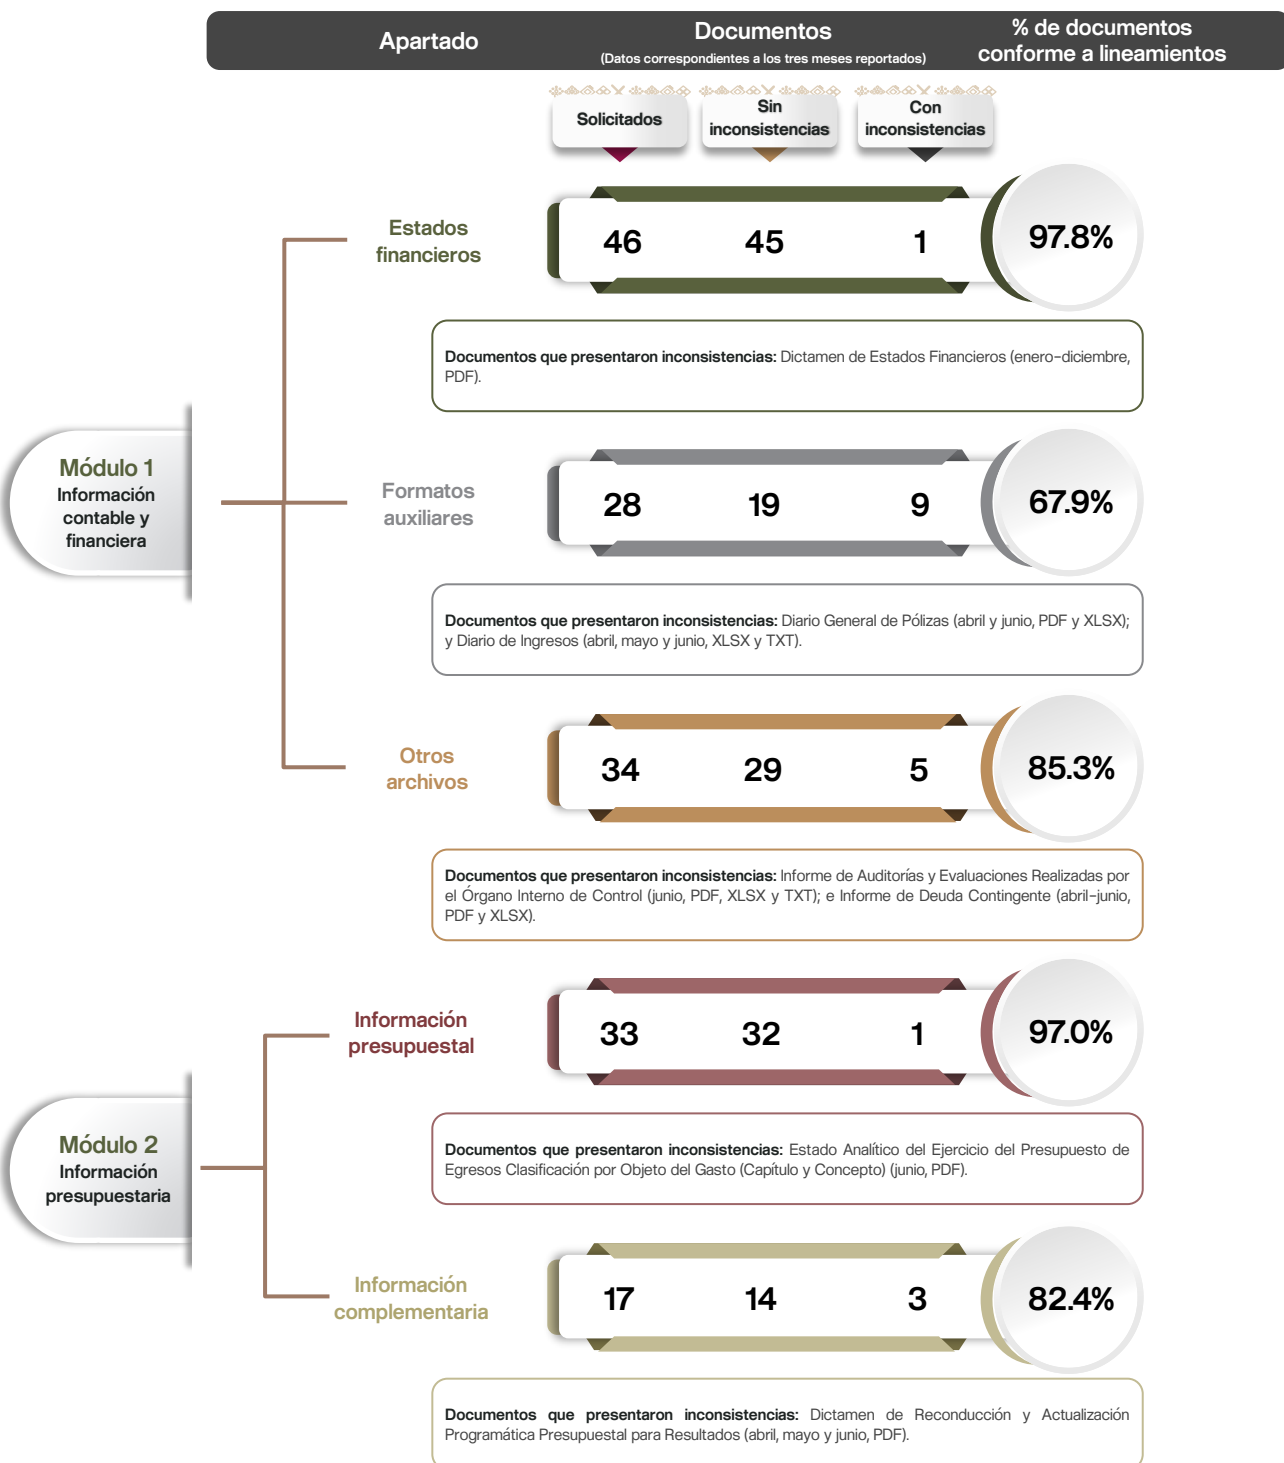 Apartado
Documentos
(Datos correspondientes a los tres meses reportados)
% de documentos
conforme a lineamientos
Solicitados
Sin
inconsistencias
Con
inconsistencias
Módulo 1
Información
contable y
financiera
Estados
financieros
46 45 1 97.8%
Documentos que presentaron inconsistencias: Dictamen de Estados Financieros (enero-diciembre,
PDF).
Formatos
auxiliares
28 19 9 67.9%
Documentos que presentaron inconsistencias: Diario General de Pólizas (abril y junio, PDF y XLSX);
y Diario de Ingresos (abril, mayo y junio, XLSX y TXT).
Otros
archivos
34 29 5 85.3%
Documentos que presentaron inconsistencias: Informe de Auditorías y Evaluaciones Realizadas por
el Órgano Interno de Control (junio, PDF, XLSX y TXT); e Informe de Deuda Contingente (abril-junio,
PDF y XLSX).
Módulo 2
Información
presupuestaria
Información
presupuestal
33 32 1 97.0%
Documentos que presentaron inconsistencias: Estado Analítico del Ejercicio del Presupuesto de
Egresos Clasificación por Objeto del Gasto (Capítulo y Concepto) (junio, PDF).
Información
complementaria
17 14 3 82.4%
Documentos que presentaron inconsistencias: Dictamen de Reconducción y Actualización
Programática Presupuestal para Resultados (abril, mayo y junio, PDF).